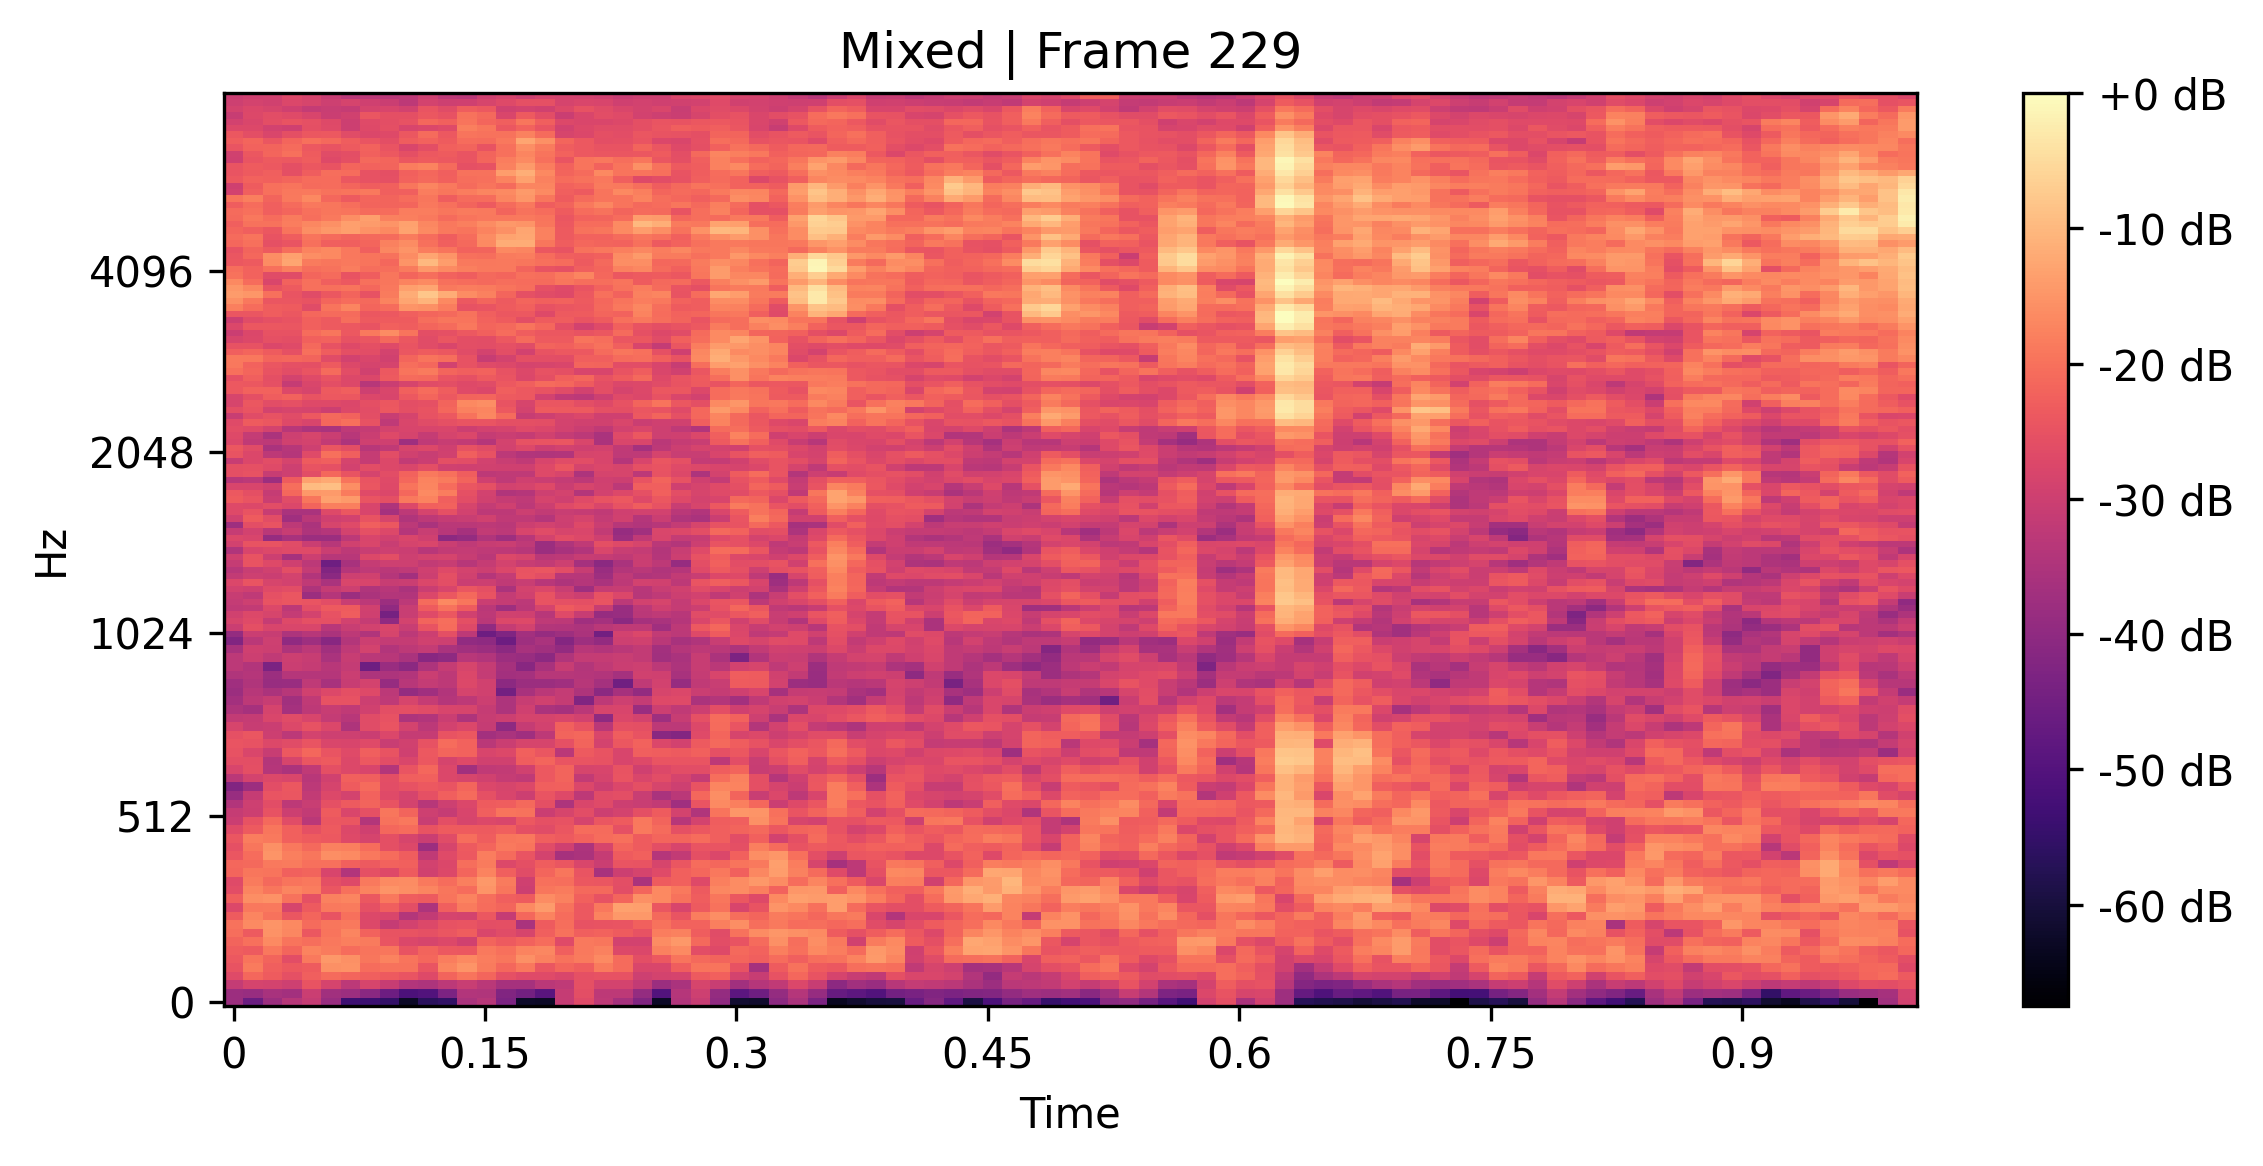 Mixed | Frame 229
+0 dB
-10 dB
-20 dB
-30 dB
-40 dB
-50 dB
-60 dB
4096
2048
1024
512
0
Hz
0 0.15 0.3 0.45 0.6 0.75 0.9
Time